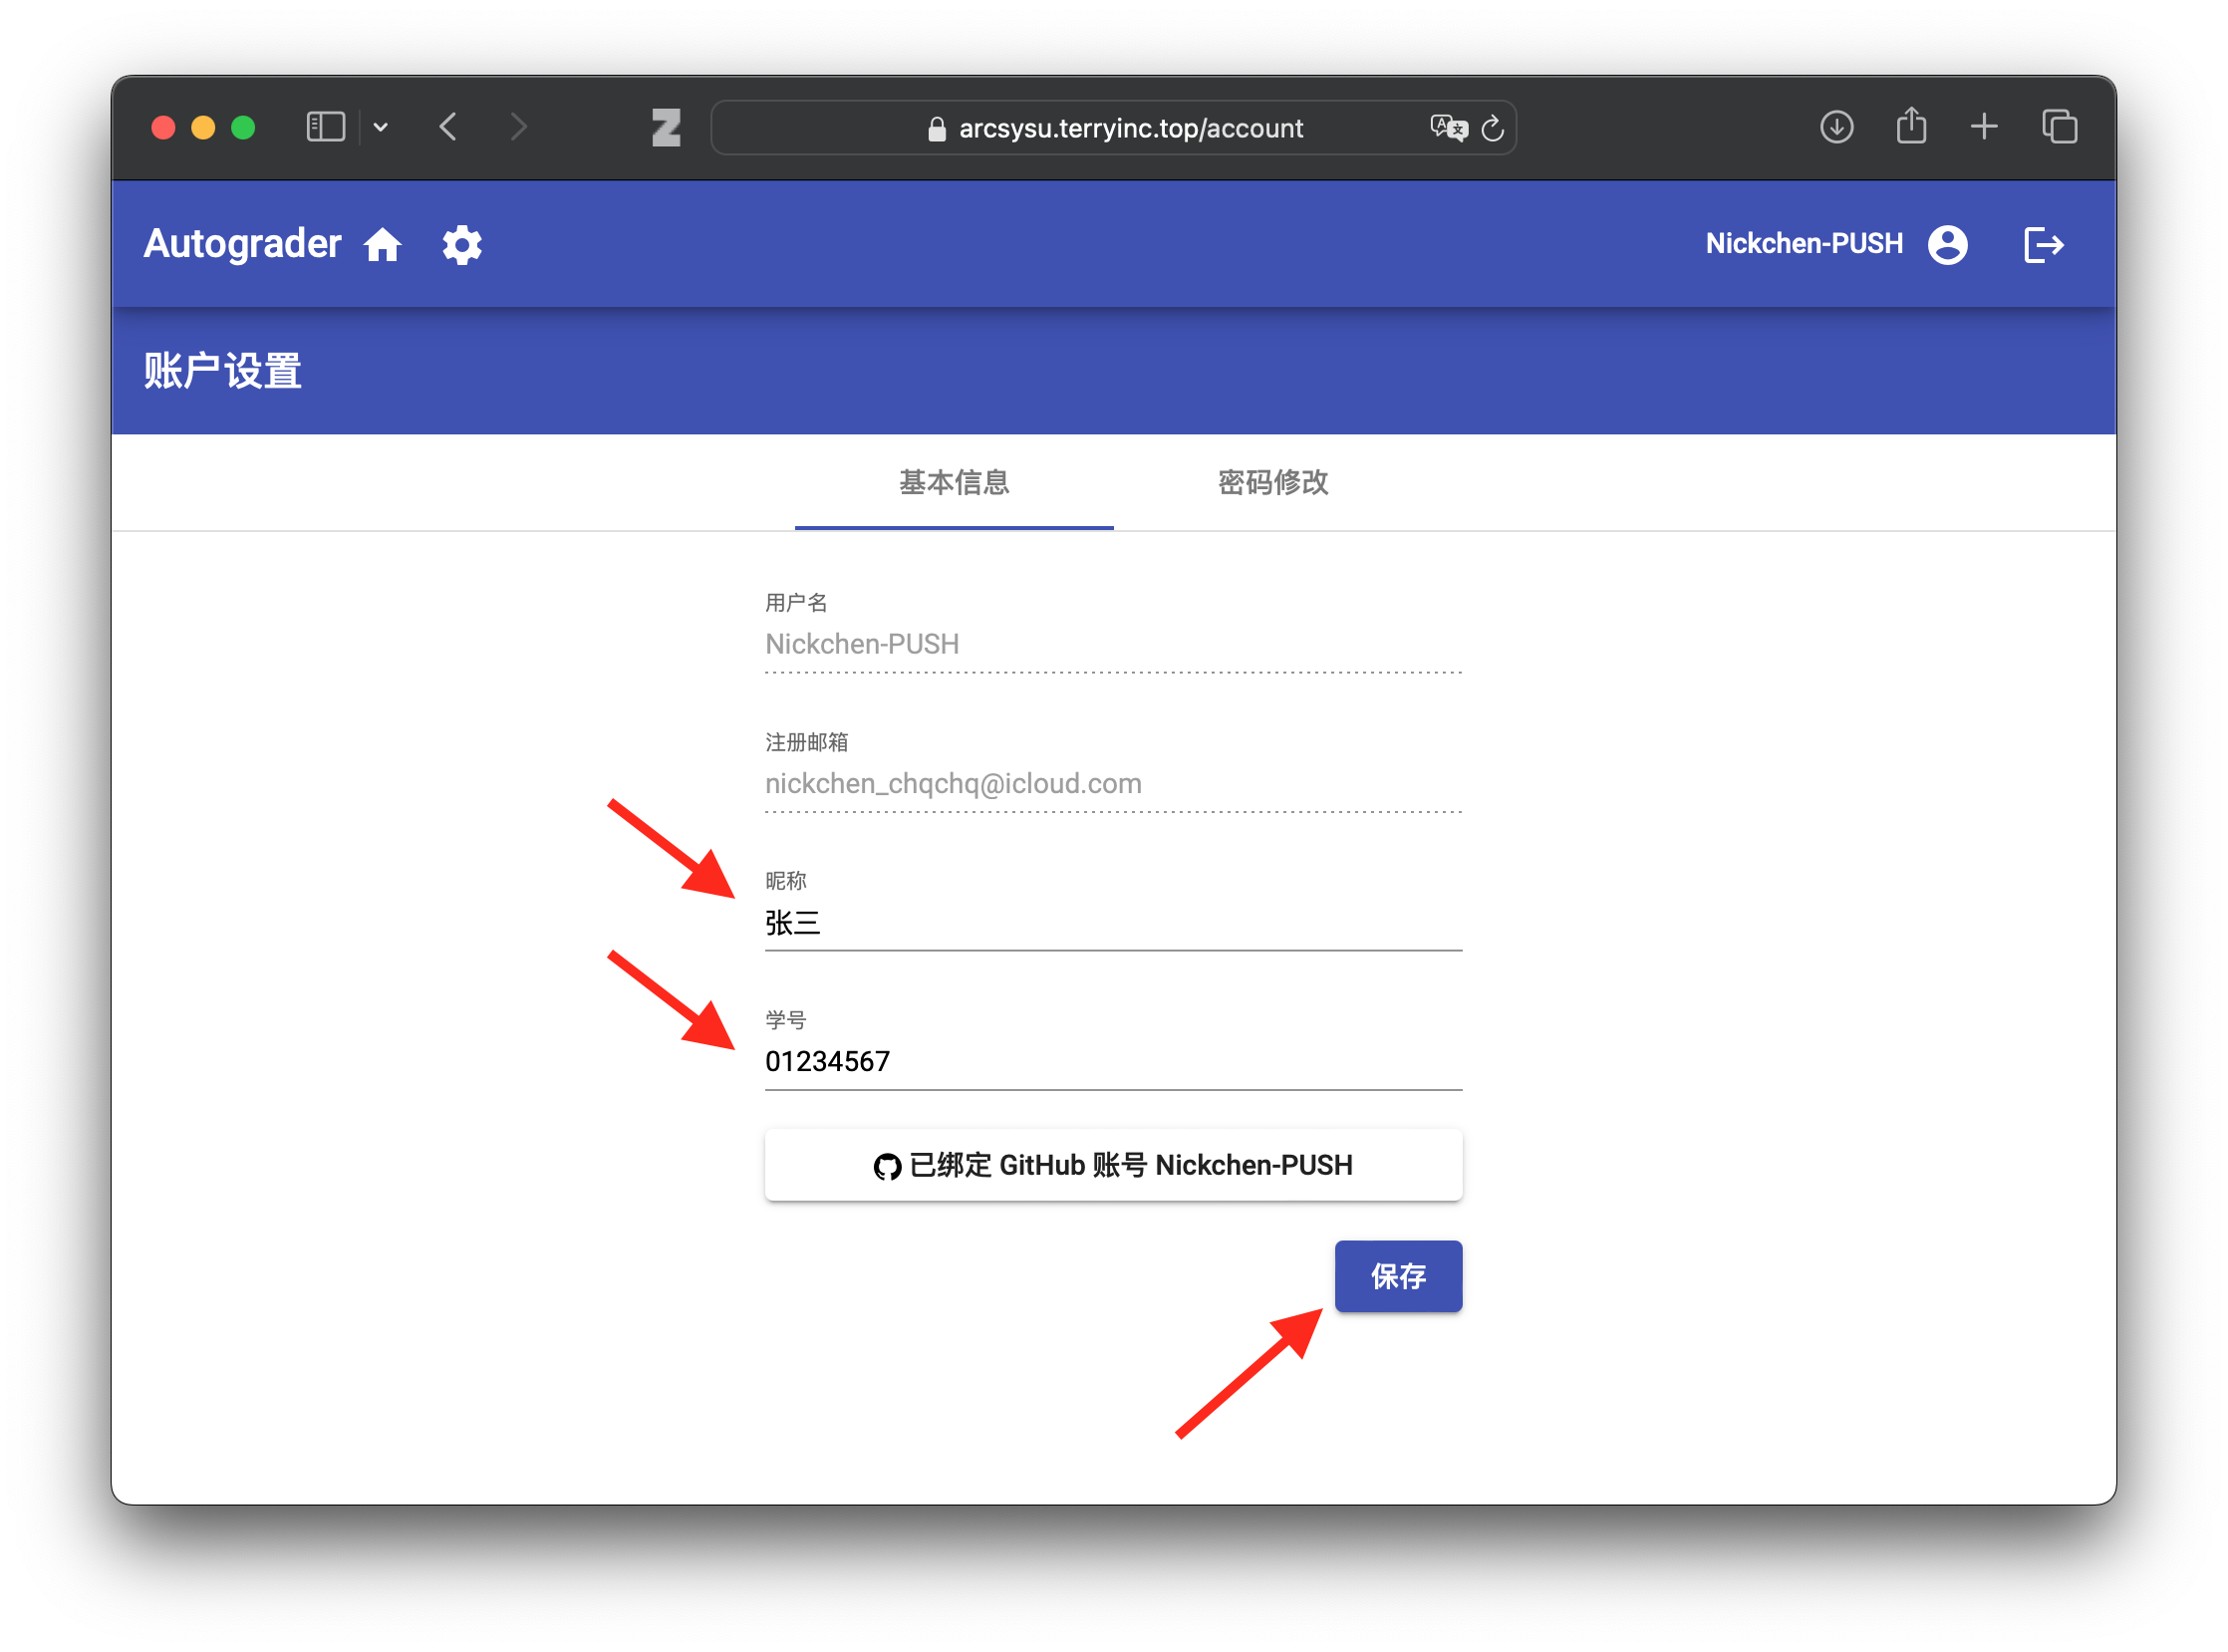 arcsysu.terryinc.top/account
Autograder
Nickchen-PUSH
账户设置
基本信息
密码修改
用户名
Nickchen-PUSH
注册邮箱
nickchen_chqchq@icloud.com
昵称
张三
学号
01234567
已绑定 GitHub 账号 Nickchen-PUSH
保存